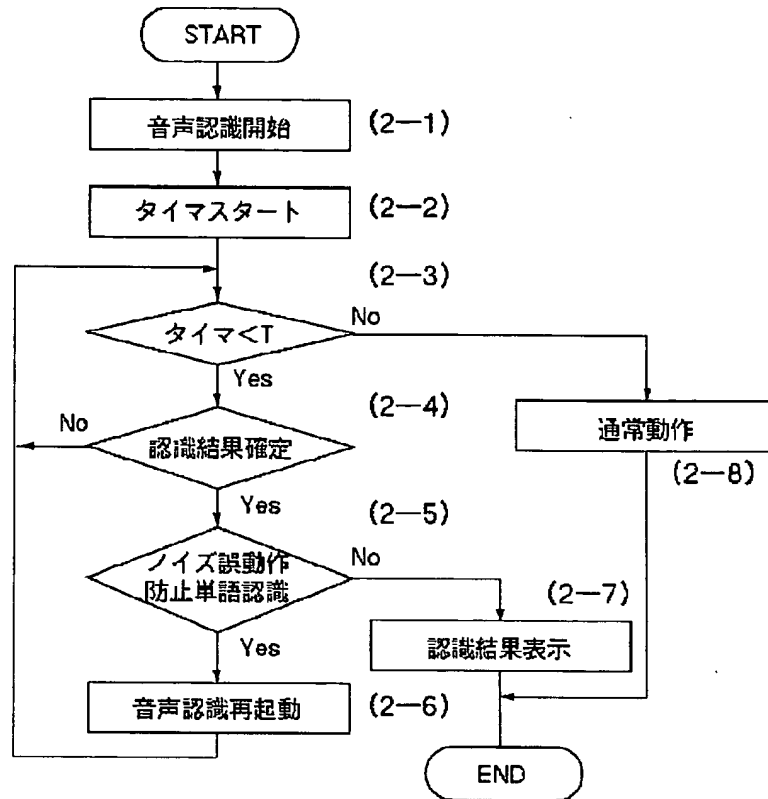 START
音声認識開始
(2—1)
タイマスタート
(2—2)
(2—3)
タイマ<T
No
Yes
(2—4)
No
認識結果確定
通常動作
(2—8)
Yes
(2—5)
ノイズ誤動作
防止単語認識
No
(2—7)
Yes
認識結果表示
音声認識再起動
(2—6)
END